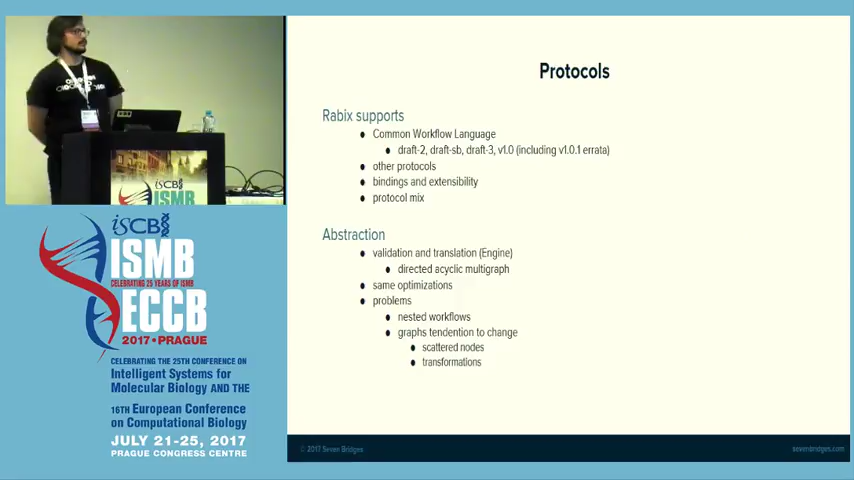 Protocols
Rabix supports
Common Workflow Language
draft-2, draft-sb, draft-3, v1.0 (including v1.0.1 errata)
other protocols
bindings and extensibility
protocol mix
Abstraction
validation and translation (Engine)
directed acyclic multigraph
same optimizations
problems
nested workflows
graphs tendention to change
scattered nodes
transformations
© 2017 Seven Bridges
sevenbridges.com
iSCB
ISMB
iSCB
ISMB
CELEBRATING 25 YEARS OF ISMB
ECCB
2017 • PRAGUE
CELEBRATING THE 25TH CONFERENCE ON
Intelligent Systems for
Molecular Biology AND THE
16TH European Conference
on Computational Biology
JULY 21-25, 2017
PRAGUE CONGRESS CENTRE